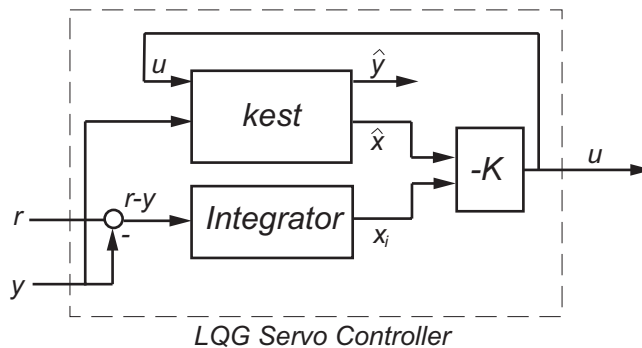 u
ŷ
kest
x̂
-K
u
r
r-y
-
Integrator
xᵢ
y
LQG Servo Controller